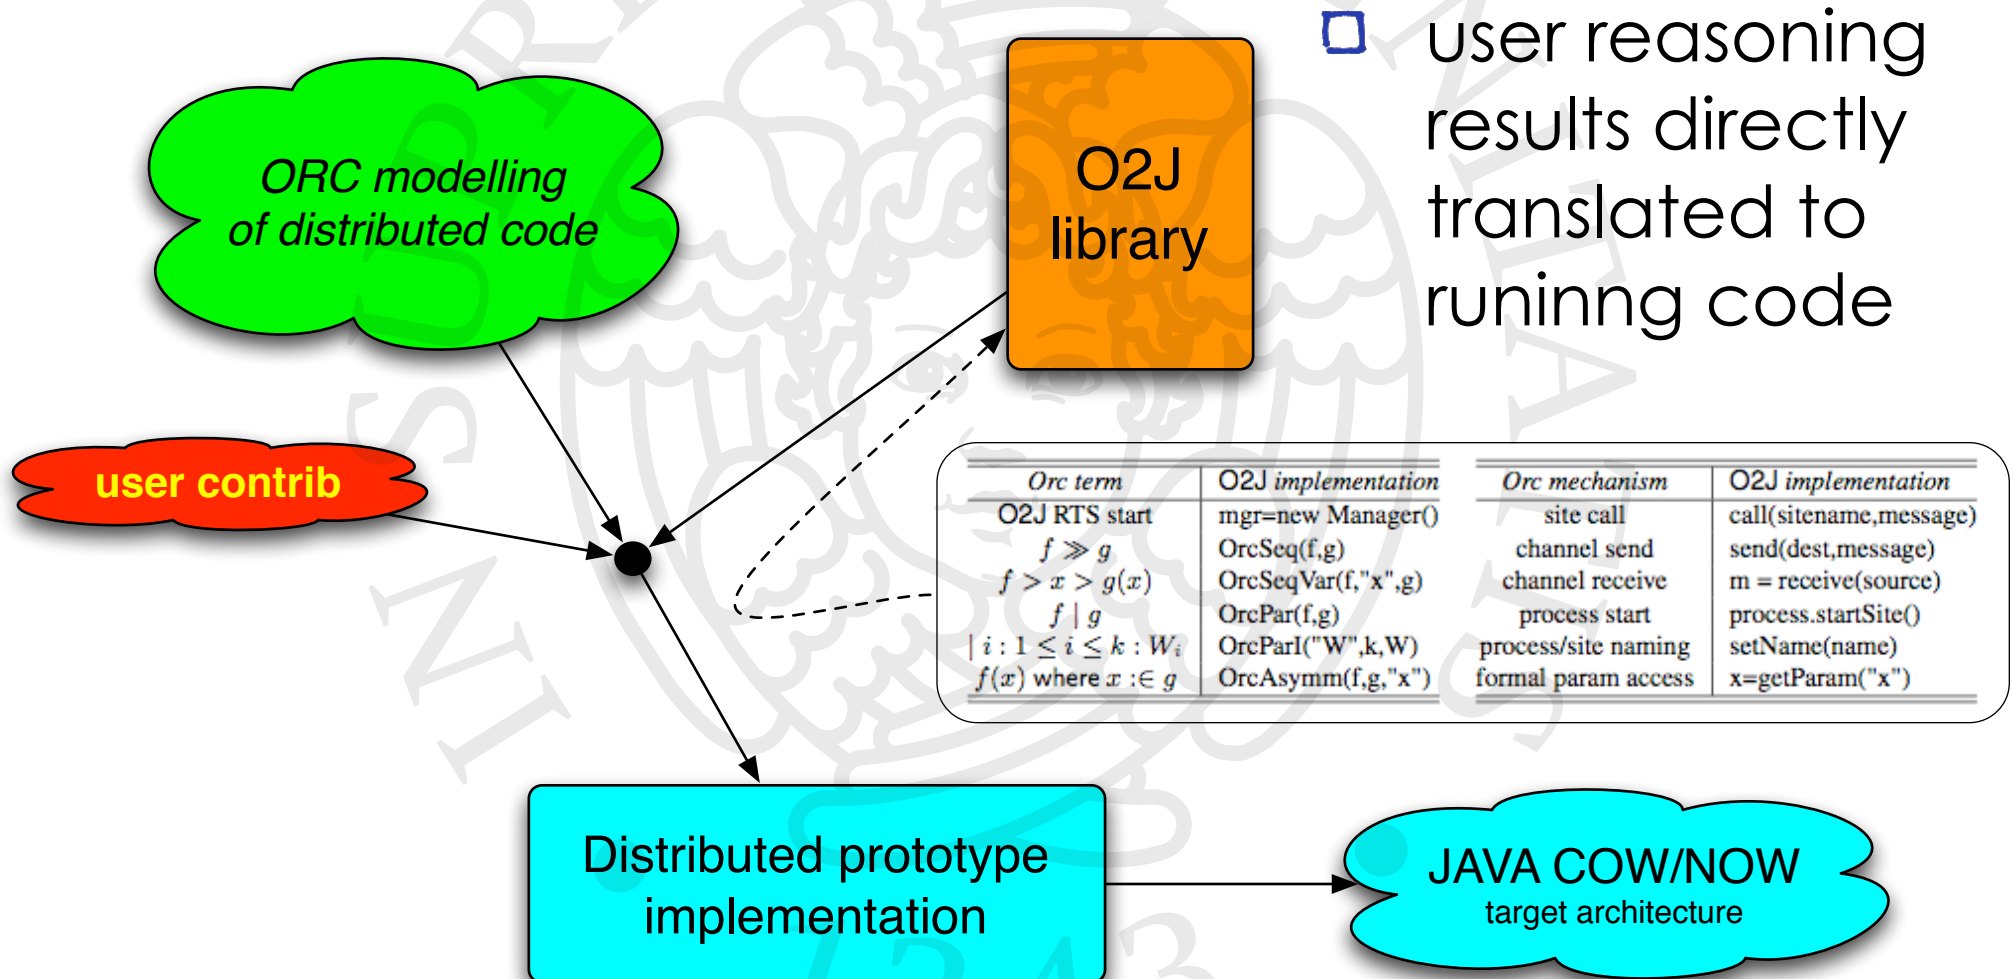 user reasoning
results directly
translated to
runinng code
ORC modelling
of distributed code
O2J
library
user contrib
Orc term | O2J implementation
O2J RTS start | mgr=new Manager()
f ≫ g | OrcSeq(f,g)
f > x > g(x) | OrcSeqVar(f,"x",g)
f | g | OrcPar(f,g)
| i : 1 ≤ i ≤ k : Wᵢ | OrcParI("W",k,W)
f(x) where x :∈ g | OrcAsymm(f,g,"x")
Orc mechanism | O2J implementation
site call | call(sitename,message)
channel send | send(dest,message)
channel receive | m = receive(source)
process start | process.startSite()
process/site naming | setName(name)
formal param access | x=getParam("x")
Distributed prototype
implementation
JAVA COW/NOW
target architecture
1343